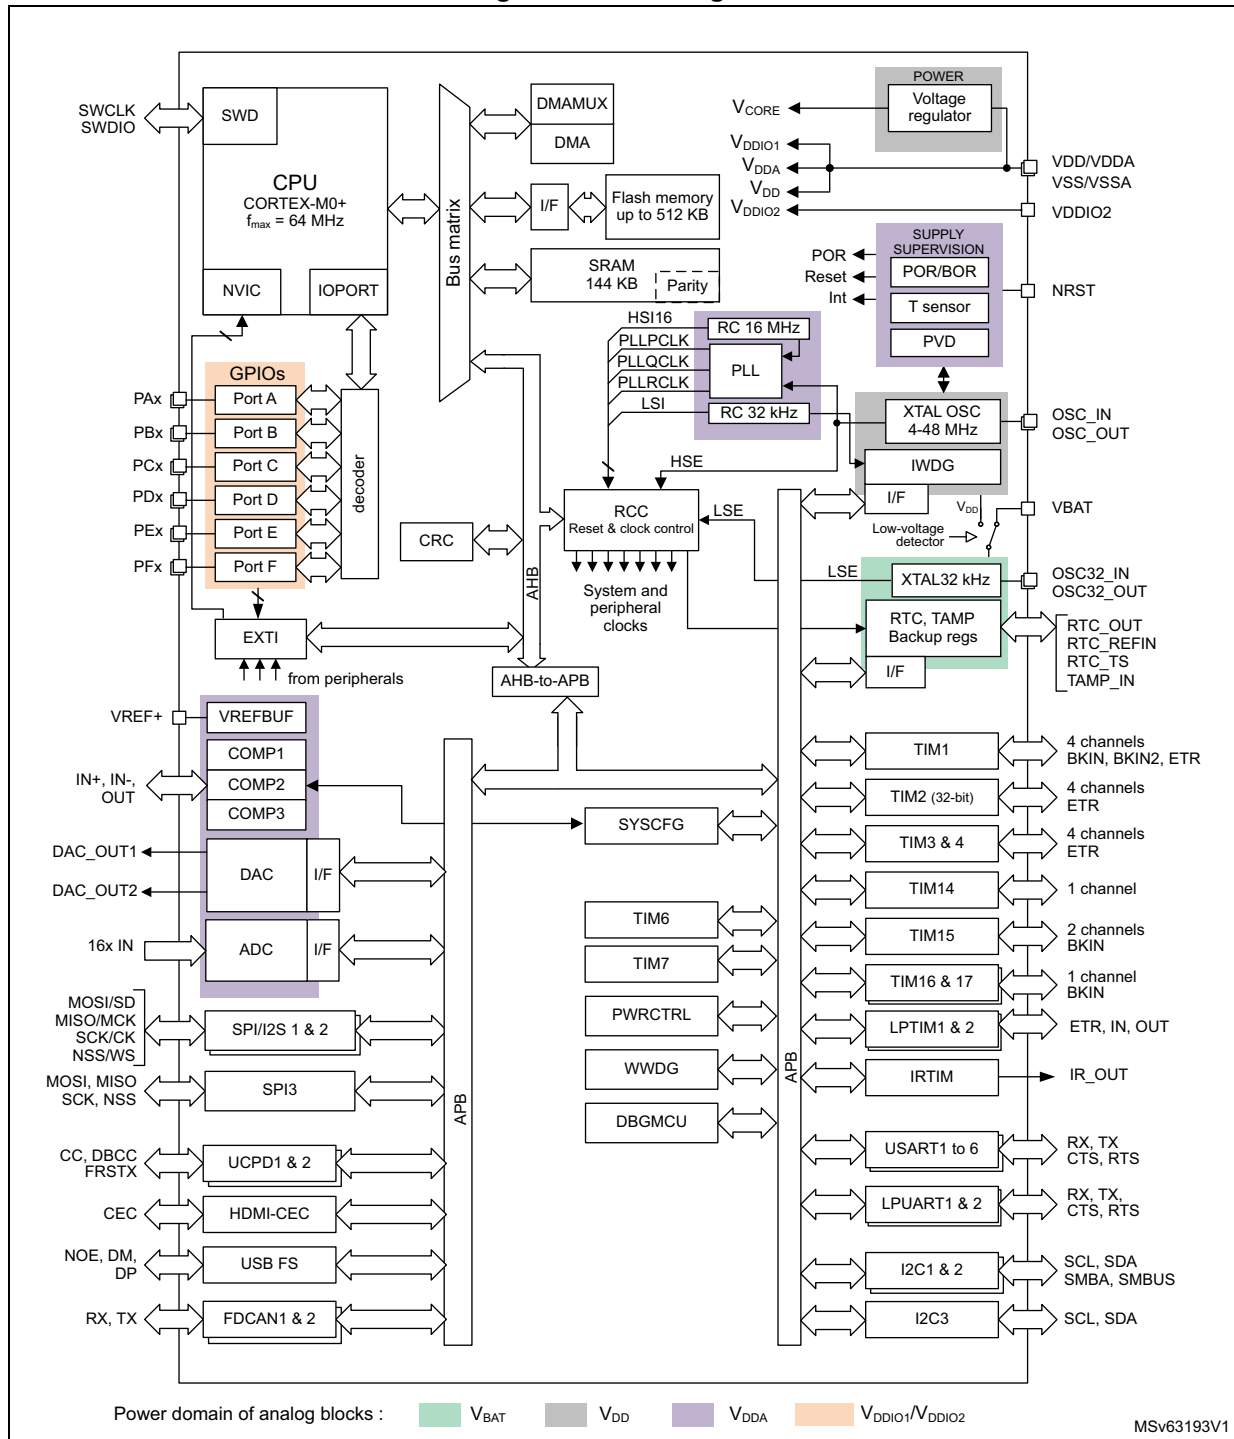 POWER
Voltage
regulator
V_CORE
V_DDIO1
V_DDA
V_DD
V_DDIO2
VDD/VDDA
VSS/VSSA
VDDIO2
SWCLK
SWDIO
SWD
CPU
CORTEX-M0+
f_max = 64 MHz
NVIC
IOPORT
Bus matrix
DMAMUX
DMA
I/F
Flash memory
up to 512 KB
SRAM
144 KB
Parity
SUPPLY
SUPERVISION
POR/BOR
T sensor
PVD
POR
Reset
Int
NRST
HSI16
PLLPCLK
PLLQCLK
PLLRCLK
LSI
RC 16 MHz
PLL
RC 32 kHz
XTAL OSC
4-48 MHz
IWDG
I/F
OSC_IN
OSC_OUT
GPIOs
PAx
Port A
PBx
Port B
PCx
Port C
PDx
Port D
PEx
Port E
PFx
Port F
decoder
HSE
RCC
Reset & clock control
LSE
System and
peripheral
clocks
CRC
AHB
V_DD
Low-voltage
detector
VBAT
LSE
XTAL32 kHz
OSC32_IN
OSC32_OUT
RTC, TAMP
Backup regs
I/F
RTC_OUT
RTC_REFIN
RTC_TS
TAMP_IN
EXTI
from peripherals
AHB-to-APB
VREF+
VREFBUF
COMP1
COMP2
COMP3
IN+, IN-,
OUT
DAC_OUT1
DAC_OUT2
DAC
I/F
16x IN
ADC
I/F
MOSI/SD
MISO/MCK
SCK/CK
NSS/WS
SPI/I2S 1 & 2
MOSI, MISO
SCK, NSS
SPI3
CC, DBCC
FRSTX
UCPD1 & 2
CEC
HDMI-CEC
NOE, DM,
DP
USB FS
RX, TX
FDCAN1 & 2
APB
SYSCFG
TIM6
TIM7
PWRCTRL
WWDG
DBGMCU
APB
TIM1
4 channels
BKIN, BKIN2, ETR
TIM2 (32-bit)
4 channels
ETR
TIM3 & 4
4 channels
ETR
TIM14
1 channel
TIM15
2 channels
BKIN
TIM16 & 17
1 channel
BKIN
LPTIM1 & 2
ETR, IN, OUT
IRTIM
IR_OUT
USART1 to 6
RX, TX
CTS, RTS
LPUART1 & 2
RX, TX,
CTS, RTS
I2C1 & 2
SCL, SDA
SMBA, SMBUS
I2C3
SCL, SDA
Power domain of analog blocks :
V_BAT
V_DD
V_DDA
V_DDIO1/V_DDIO2
MSv63193V1